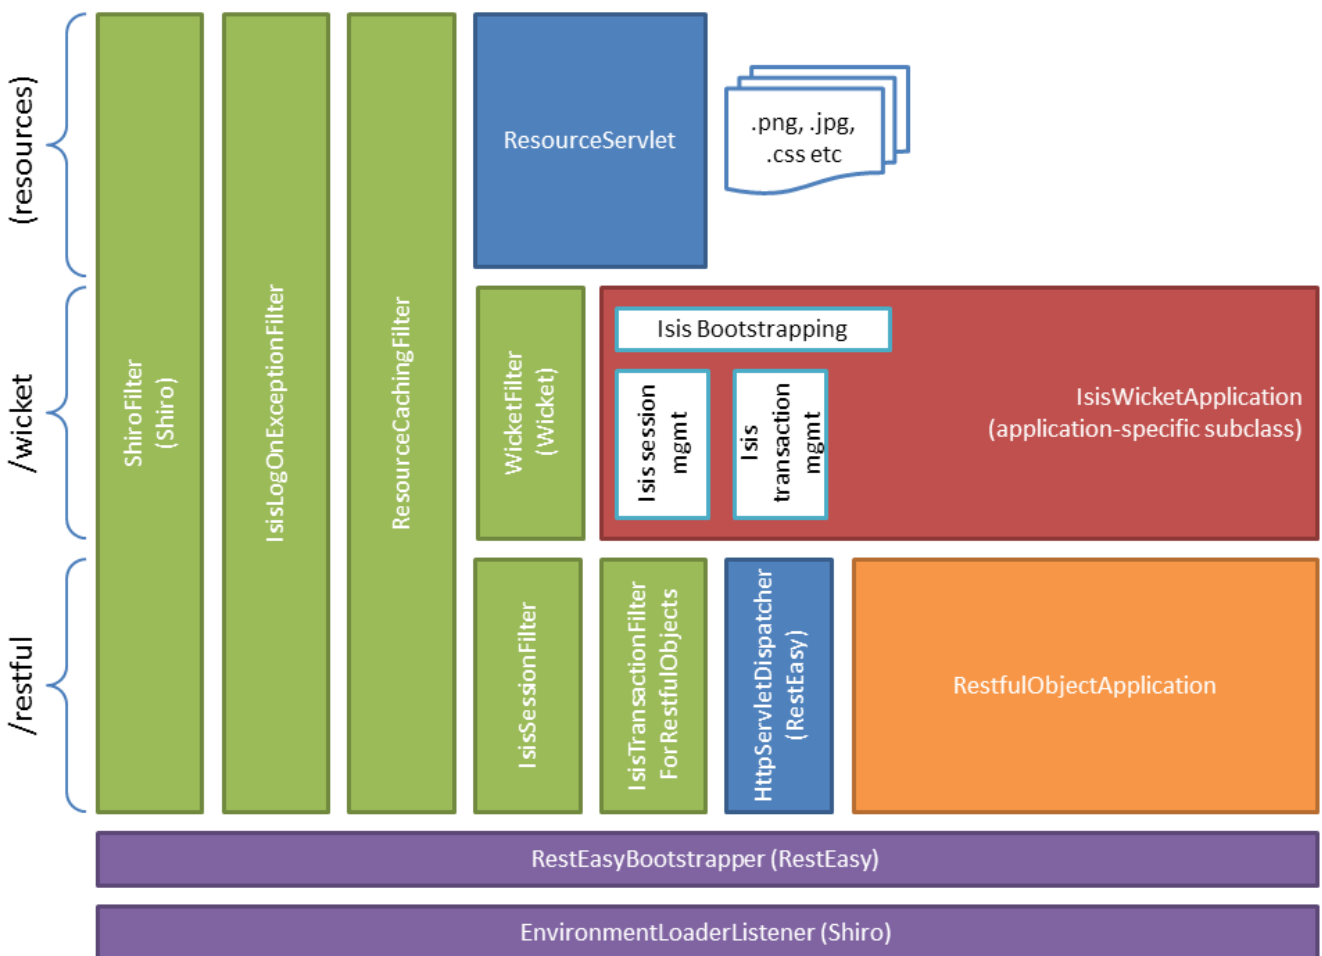 (resources)
ShiroFilter
(Shiro)
IsisLogOnExceptionFilter
ResourceCachingFilter
ResourceServlet
.png, .jpg,
.css etc
/wicket
WicketFilter
(Wicket)
Isis Bootstrapping
Isis session
mgmt
Isis
transaction
mgmt
IsisWicketApplication
(application-specific subclass)
/restful
IsisSessionFilter
IsisTransactionFilter
ForRestfulObjects
HttpServletDispatcher
(RestEasy)
RestfulObjectApplication
RestEasyBootstrapper (RestEasy)
EnvironmentLoaderListener (Shiro)